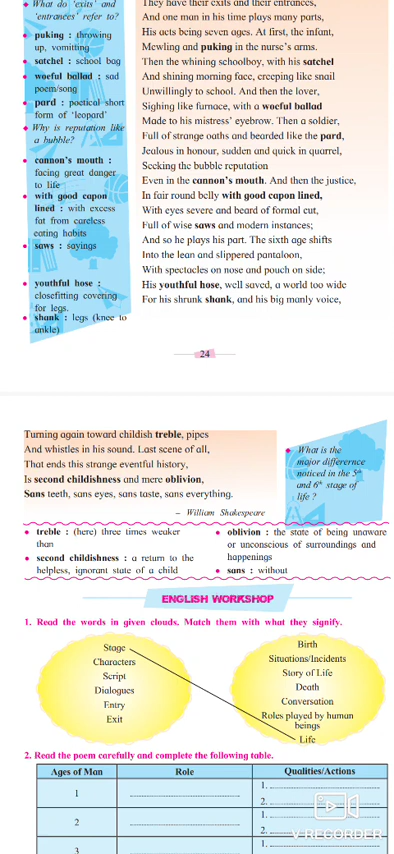 What do 'exits' and
'entrances' refer to?
puking : throwing
up, vomitting
satchel : school bag
woeful ballad : sad
poem/song
pard : poetical short
form of 'leopard'
Why is reputation like
a bubble?
cannon's mouth :
facing great danger
to life
with good capon
lined : with excess
fat from careless
eating habits
saws : sayings
youthful hose :
closefitting covering
for legs.
shank : legs (knee to
ankle)
They have their exits and their entrances,
And one man in his time plays many parts,
His acts being seven ages. At first, the infant,
Mewling and puking in the nurse's arms.
Then the whining schoolboy, with his satchel
And shining morning face, creeping like snail
Unwillingly to school. And then the lover,
Sighing like furnace, with a woeful ballad
Made to his mistress' eyebrow. Then a soldier,
Full of strange oaths and bearded like the pard,
Jealous in honour, sudden and quick in quarrel,
Seeking the bubble reputation
Even in the cannon's mouth. And then the justice,
In fair round belly with good capon lined,
With eyes severe and beard of formal cut,
Full of wise saws and modern instances;
And so he plays his part. The sixth age shifts
Into the lean and slippered pantaloon,
With spectacles on nose and pouch on side;
His youthful hose, well saved, a world too wide
For his shrunk shank, and his big manly voice,
24
Turning again toward childish treble, pipes
And whistles in his sound. Last scene of all,
That ends this strange eventful history,
Is second childishness and mere oblivion,
Sans teeth, sans eyes, sans taste, sans everything.
– William Shakespeare
What is the
major differernce
noticed in the 5th
and 6th stage of
life ?
treble : (here) three times weaker
than
second childishness : a return to the
helpless, ignorant state of a child
oblivion : the state of being unaware
or unconscious of surroundings and
happenings
sans : without
ENGLISH WORKSHOP
1. Read the words in given clouds. Match them with what they signify.
Stage
Characters
Script
Dialogues
Entry
Exit
Birth
Situations/Incidents
Story of Life
Death
Conversation
Roles played by human
beings
Life
2. Read the poem carefully and complete the following table.
Ages of Man Role Qualities/Actions
1 1.
2.
2 1.
2.
3 1.
V RECORDER